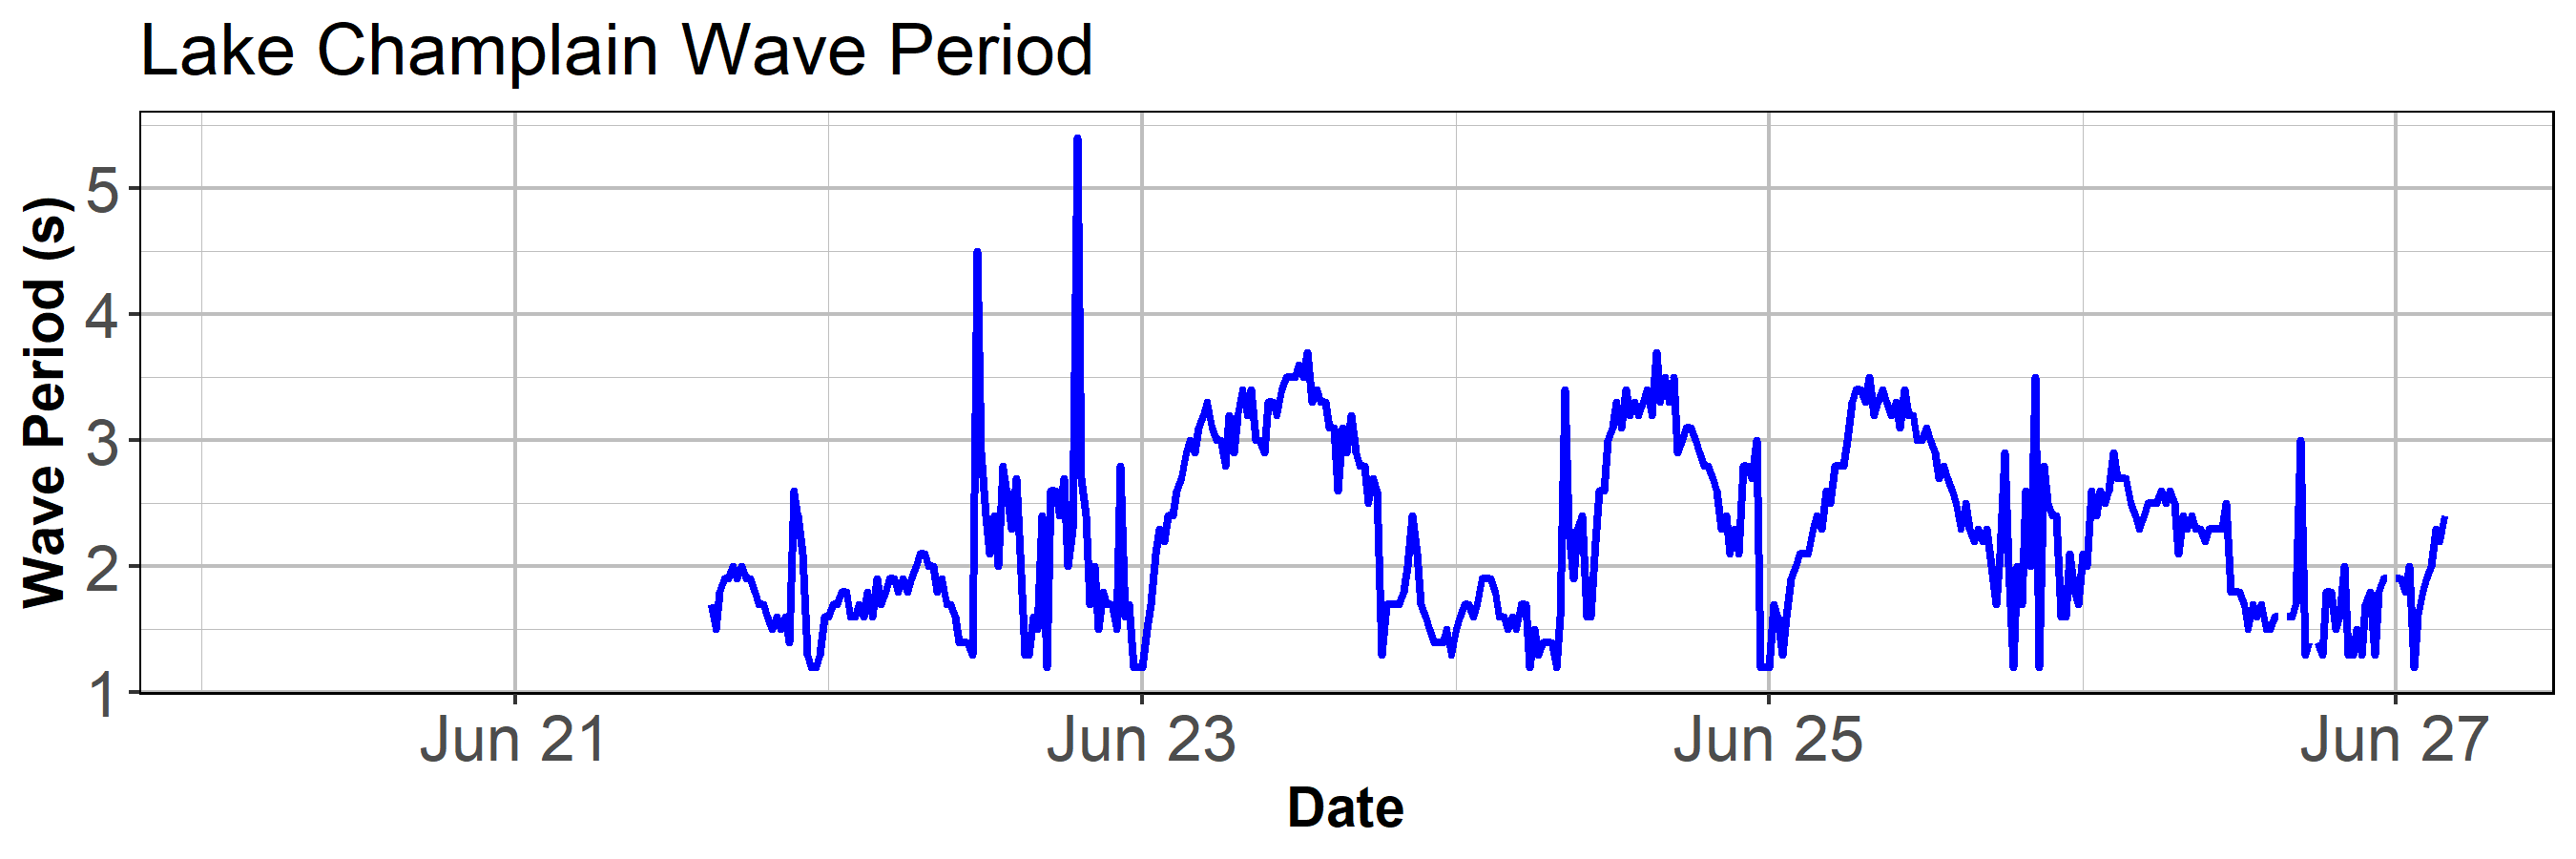 Lake Champlain Wave Period
Wave Period (s)
5
4
3
2
1
Jun 21
Jun 23
Jun 25
Jun 27
Date